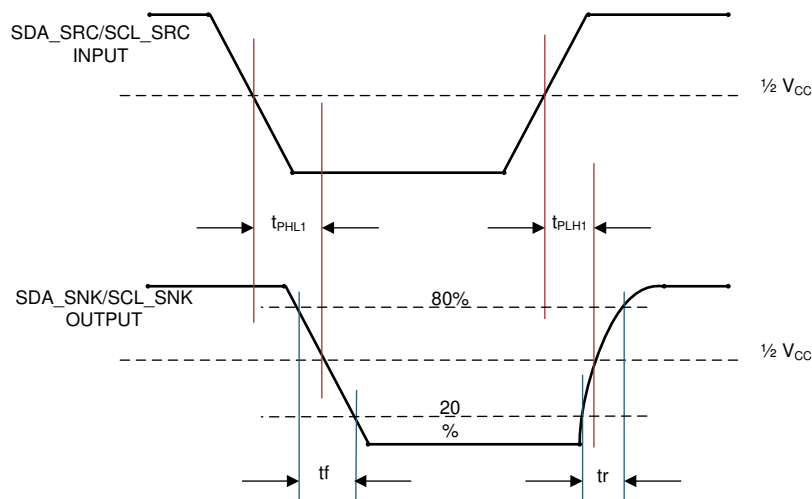 SDA_SRC/SCL_SRC
INPUT
½ VCC
tPHL1
tPLH1
SDA_SNK/SCL_SNK
OUTPUT
80%
½ VCC
20
%
tf
tr